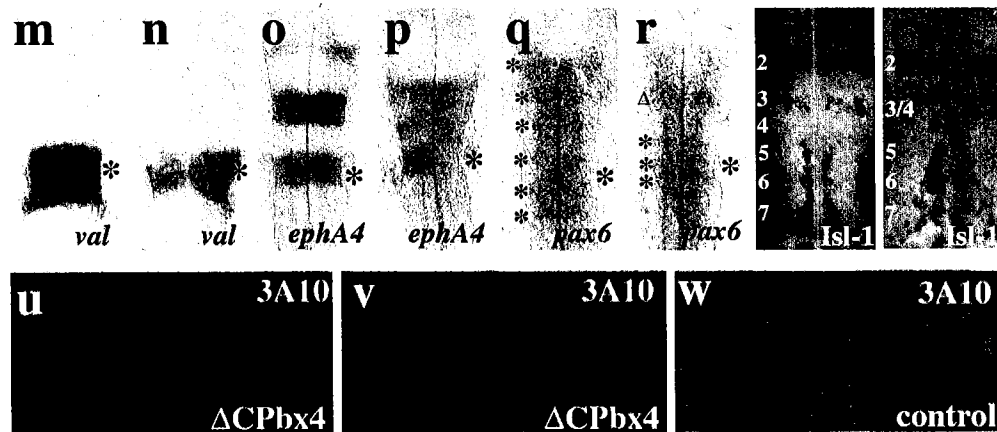 m n o p q r
* * * * * * * * * * * * * * * Δ
2 3 4 5 6 7
2 3/4 5 6 7
val val ephA4 ephA4 pax6 pax6 Isl-1 Isl-1
u 3A10 v 3A10 w 3A10
ΔCPbx4 ΔCPbx4 control